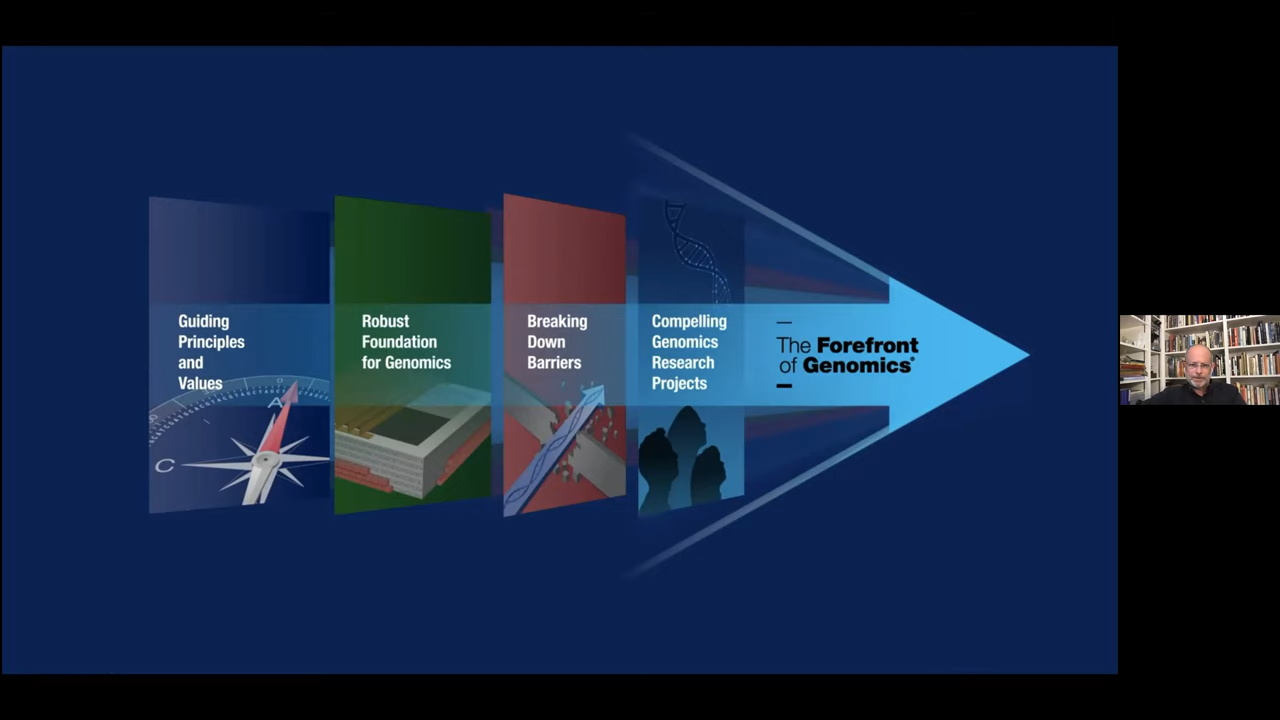 Guiding
Principles
and
Values
Robust
Foundation
for Genomics
Breaking
Down
Barriers
Compelling
Genomics
Research
Projects
The Forefront
of Genomics®
C
A